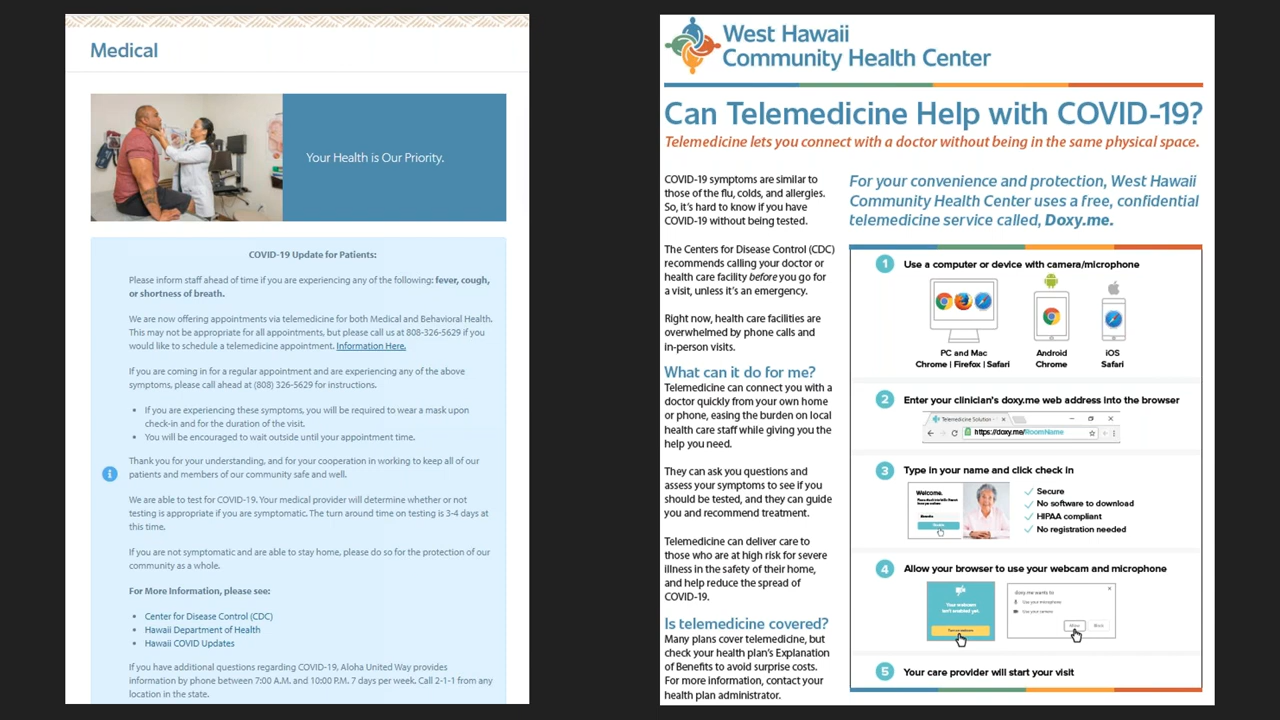 Medical
Your Health is Our Priority.
COVID-19 Update for Patients:
Please inform staff ahead of time if you are experiencing any of the following: fever, cough,
or shortness of breath.
We are now offering appointments via telemedicine for both Medical and Behavioral Health.
This may not be appropriate for all appointments, but please call us at 808-326-5629 if you
would like to schedule a telemedicine appointment. Information Here.
If you are coming in for a regular appointment and are experiencing any of the above
symptoms, please call ahead at (808) 326-5629 for instructions.
• If you are experiencing these symptoms, you will be required to wear a mask upon
check-in and for the duration of the visit.
• You will be encouraged to wait outside until your appointment time.
Thank you for your understanding, and for your cooperation in working to keep all of our
patients and members of our community safe and well.
We are able to test for COVID-19. Your medical provider will determine whether or not
testing is appropriate if you are symptomatic. The turn around time on testing is 3-4 days at
this time.
If you are not symptomatic and are able to stay home, please do so for the protection of our
community as a whole.
For More Information, please see:
• Center for Disease Control (CDC)
• Hawaii Department of Health
• Hawaii COVID Updates
If you have additional questions regarding COVID-19, Aloha United Way provides
information by phone between 7:00 A.M. and 10:00 P.M. 7 days per week. Call 2-1-1 from any
location in the state.
West Hawaii
Community Health Center
Can Telemedicine Help with COVID-19?
Telemedicine lets you connect with a doctor without being in the same physical space.
COVID-19 symptoms are similar to
those of the flu, colds, and allergies.
So, it's hard to know if you have
COVID-19 without being tested.
The Centers for Disease Control (CDC)
recommends calling your doctor or
health care facility before you go for
a visit, unless it's an emergency.
Right now, health care facilities are
overwhelmed by phone calls and
in-person visits.
What can it do for me?
Telemedicine can connect you with a
doctor quickly from your own home
or phone, easing the burden on local
health care staff while giving you the
help you need.
They can ask you questions and
assess your symptoms to see if you
should be tested, and they can guide
you and recommend treatment.
Telemedicine can deliver care to
those who are at high risk for severe
illness in the safety of their home,
and help reduce the spread of
COVID-19.
Is telemedicine covered?
Many plans cover telemedicine, but
check your health plan's Explanation
of Benefits to avoid surprise costs.
For more information, contact your
health plan administrator.
For your convenience and protection, West Hawaii
Community Health Center uses a free, confidential
telemedicine service called, Doxy.me.
1 Use a computer or device with camera/microphone
PC and Mac
Chrome | Firefox | Safari
Android
Chrome
iOS
Safari
2 Enter your clinician's doxy.me web address into the browser
Telemedicine Solution
https://doxy.me/RoomName
3 Type in your name and click check in
Welcome.
✓ Secure
✓ No software to download
✓ HIPAA compliant
✓ No registration needed
4 Allow your browser to use your webcam and microphone
Your webcam
isn't enabled yet.
doxy.me wants to
Use your microphone
Use your camera
Allow
Block
5 Your care provider will start your visit